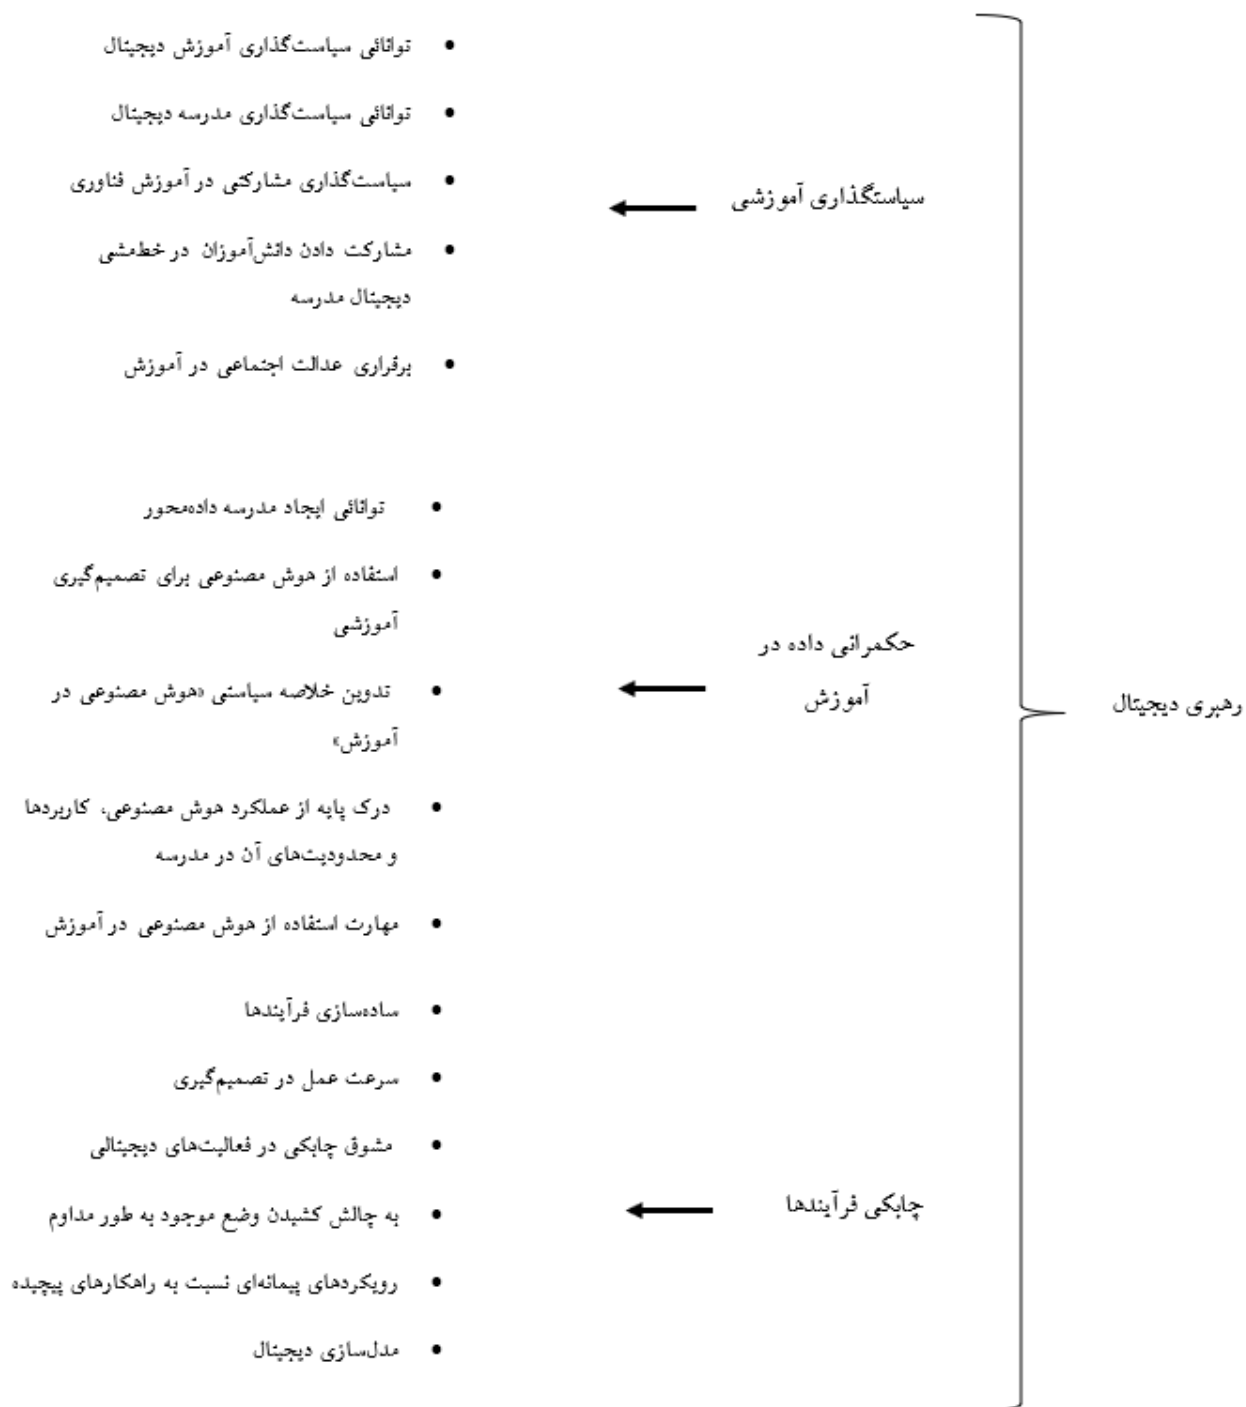 رهبری دیجیتال
سیاستگذاری آموزشی
• توانائی سیاست‌گذاری آموزش دیجیتال
• توانائی سیاست‌گذاری مدرسه دیجیتال
• سیاست‌گذاری مشارکتی در آموزش فناوری
• مشارکت دادن دانش‌آموزان در خط‌مشی
دیجیتال مدرسه
• برقراری عدالت اجتماعی در آموزش
حکمرانی داده در
آموزش
• توانائی ایجاد مدرسه داده‌محور
• استفاده از هوش مصنوعی برای تصمیم‌گیری
آموزشی
• تدوین خلاصه سیاستی «هوش مصنوعی در
آموزش»
• درک پایه از عملکرد هوش مصنوعی، کاربردها
و محدودیت‌های آن در مدرسه
• مهارت استفاده از هوش مصنوعی در آموزش
چابکی فرآیندها
• ساده‌سازی فرآیندها
• سرعت عمل در تصمیم‌گیری
• مشوق چابکی در فعالیت‌های دیجیتالی
• به چالش کشیدن وضع موجود به طور مداوم
• رویکردهای پیمانه‌ای نسبت به راهکارهای پیچیده
• مدل‌سازی دیجیتال